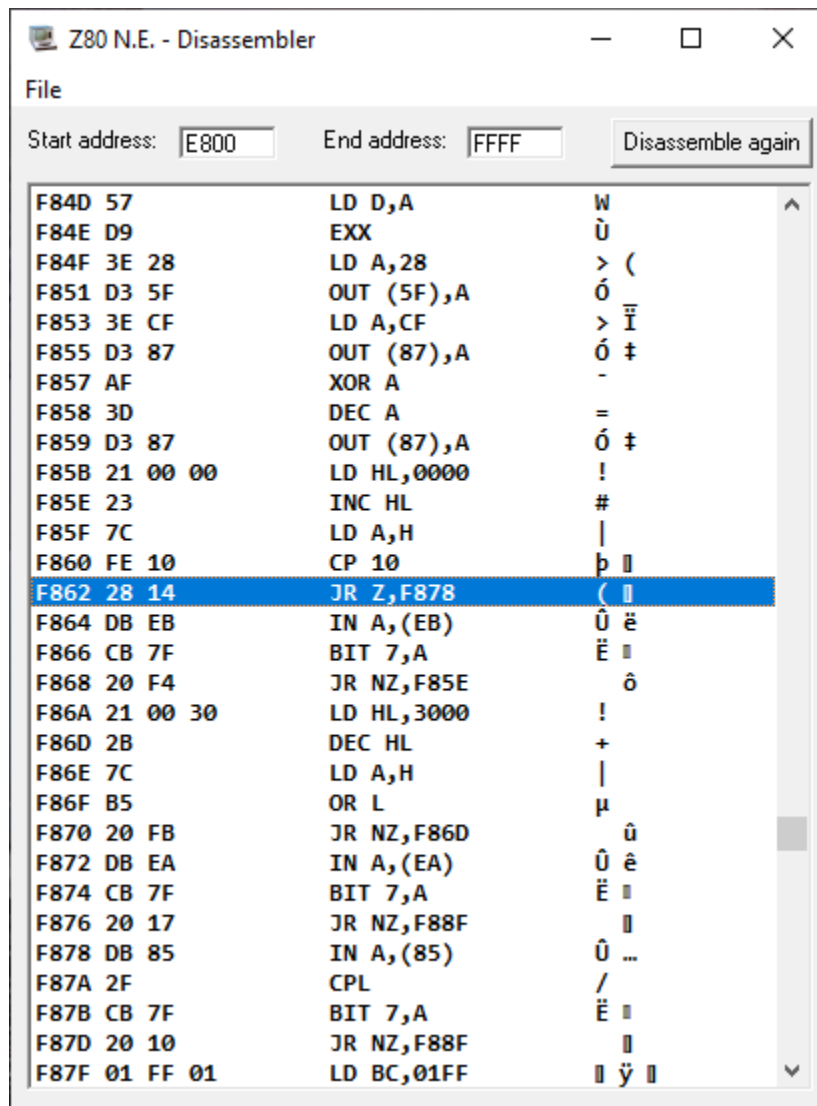 Z80 N.E. - Disassembler
File
Start address: E800 End address: FFFF Disassemble again
F84D 57 LD D,A W
F84E D9 EXX Ù
F84F 3E 28 LD A,28 > (
F851 D3 5F OUT (5F),A Ó _
F853 3E CF LD A,CF > Ï
F855 D3 87 OUT (87),A Ó ‡
F857 AF XOR A ¯
F858 3D DEC A =
F859 D3 87 OUT (87),A Ó ‡
F85B 21 00 00 LD HL,0000 !
F85E 23 INC HL #
F85F 7C LD A,H |
F860 FE 10 CP 10 þ
F862 28 14 JR Z,F878 (
F864 DB EB IN A,(EB) Û ë
F866 CB 7F BIT 7,A Ë
F868 20 F4 JR NZ,F85E ô
F86A 21 00 30 LD HL,3000 !
F86D 2B DEC HL +
F86E 7C LD A,H |
F86F B5 OR L µ
F870 20 FB JR NZ,F86D û
F872 DB EA IN A,(EA) Û ê
F874 CB 7F BIT 7,A Ë
F876 20 17 JR NZ,F88F
F878 DB 85 IN A,(85) Û …
F87A 2F CPL /
F87B CB 7F BIT 7,A Ë
F87D 20 10 JR NZ,F88F
F87F 01 FF 01 LD BC,01FF ÿ